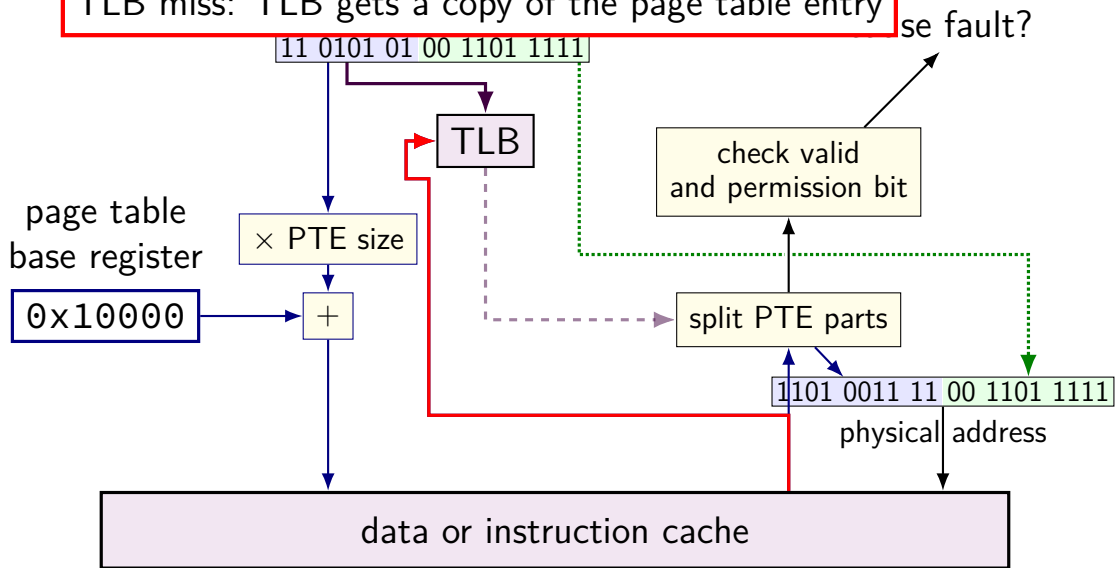 TLB miss: TLB gets a copy of the page table entry
fault?
11 0101 01 00 1101 1111
TLB
check valid
and permission bit
page table
base register
× PTE size
0x10000
+
split PTE parts
1101 0011 11 00 1101 1111
physical address
data or instruction cache